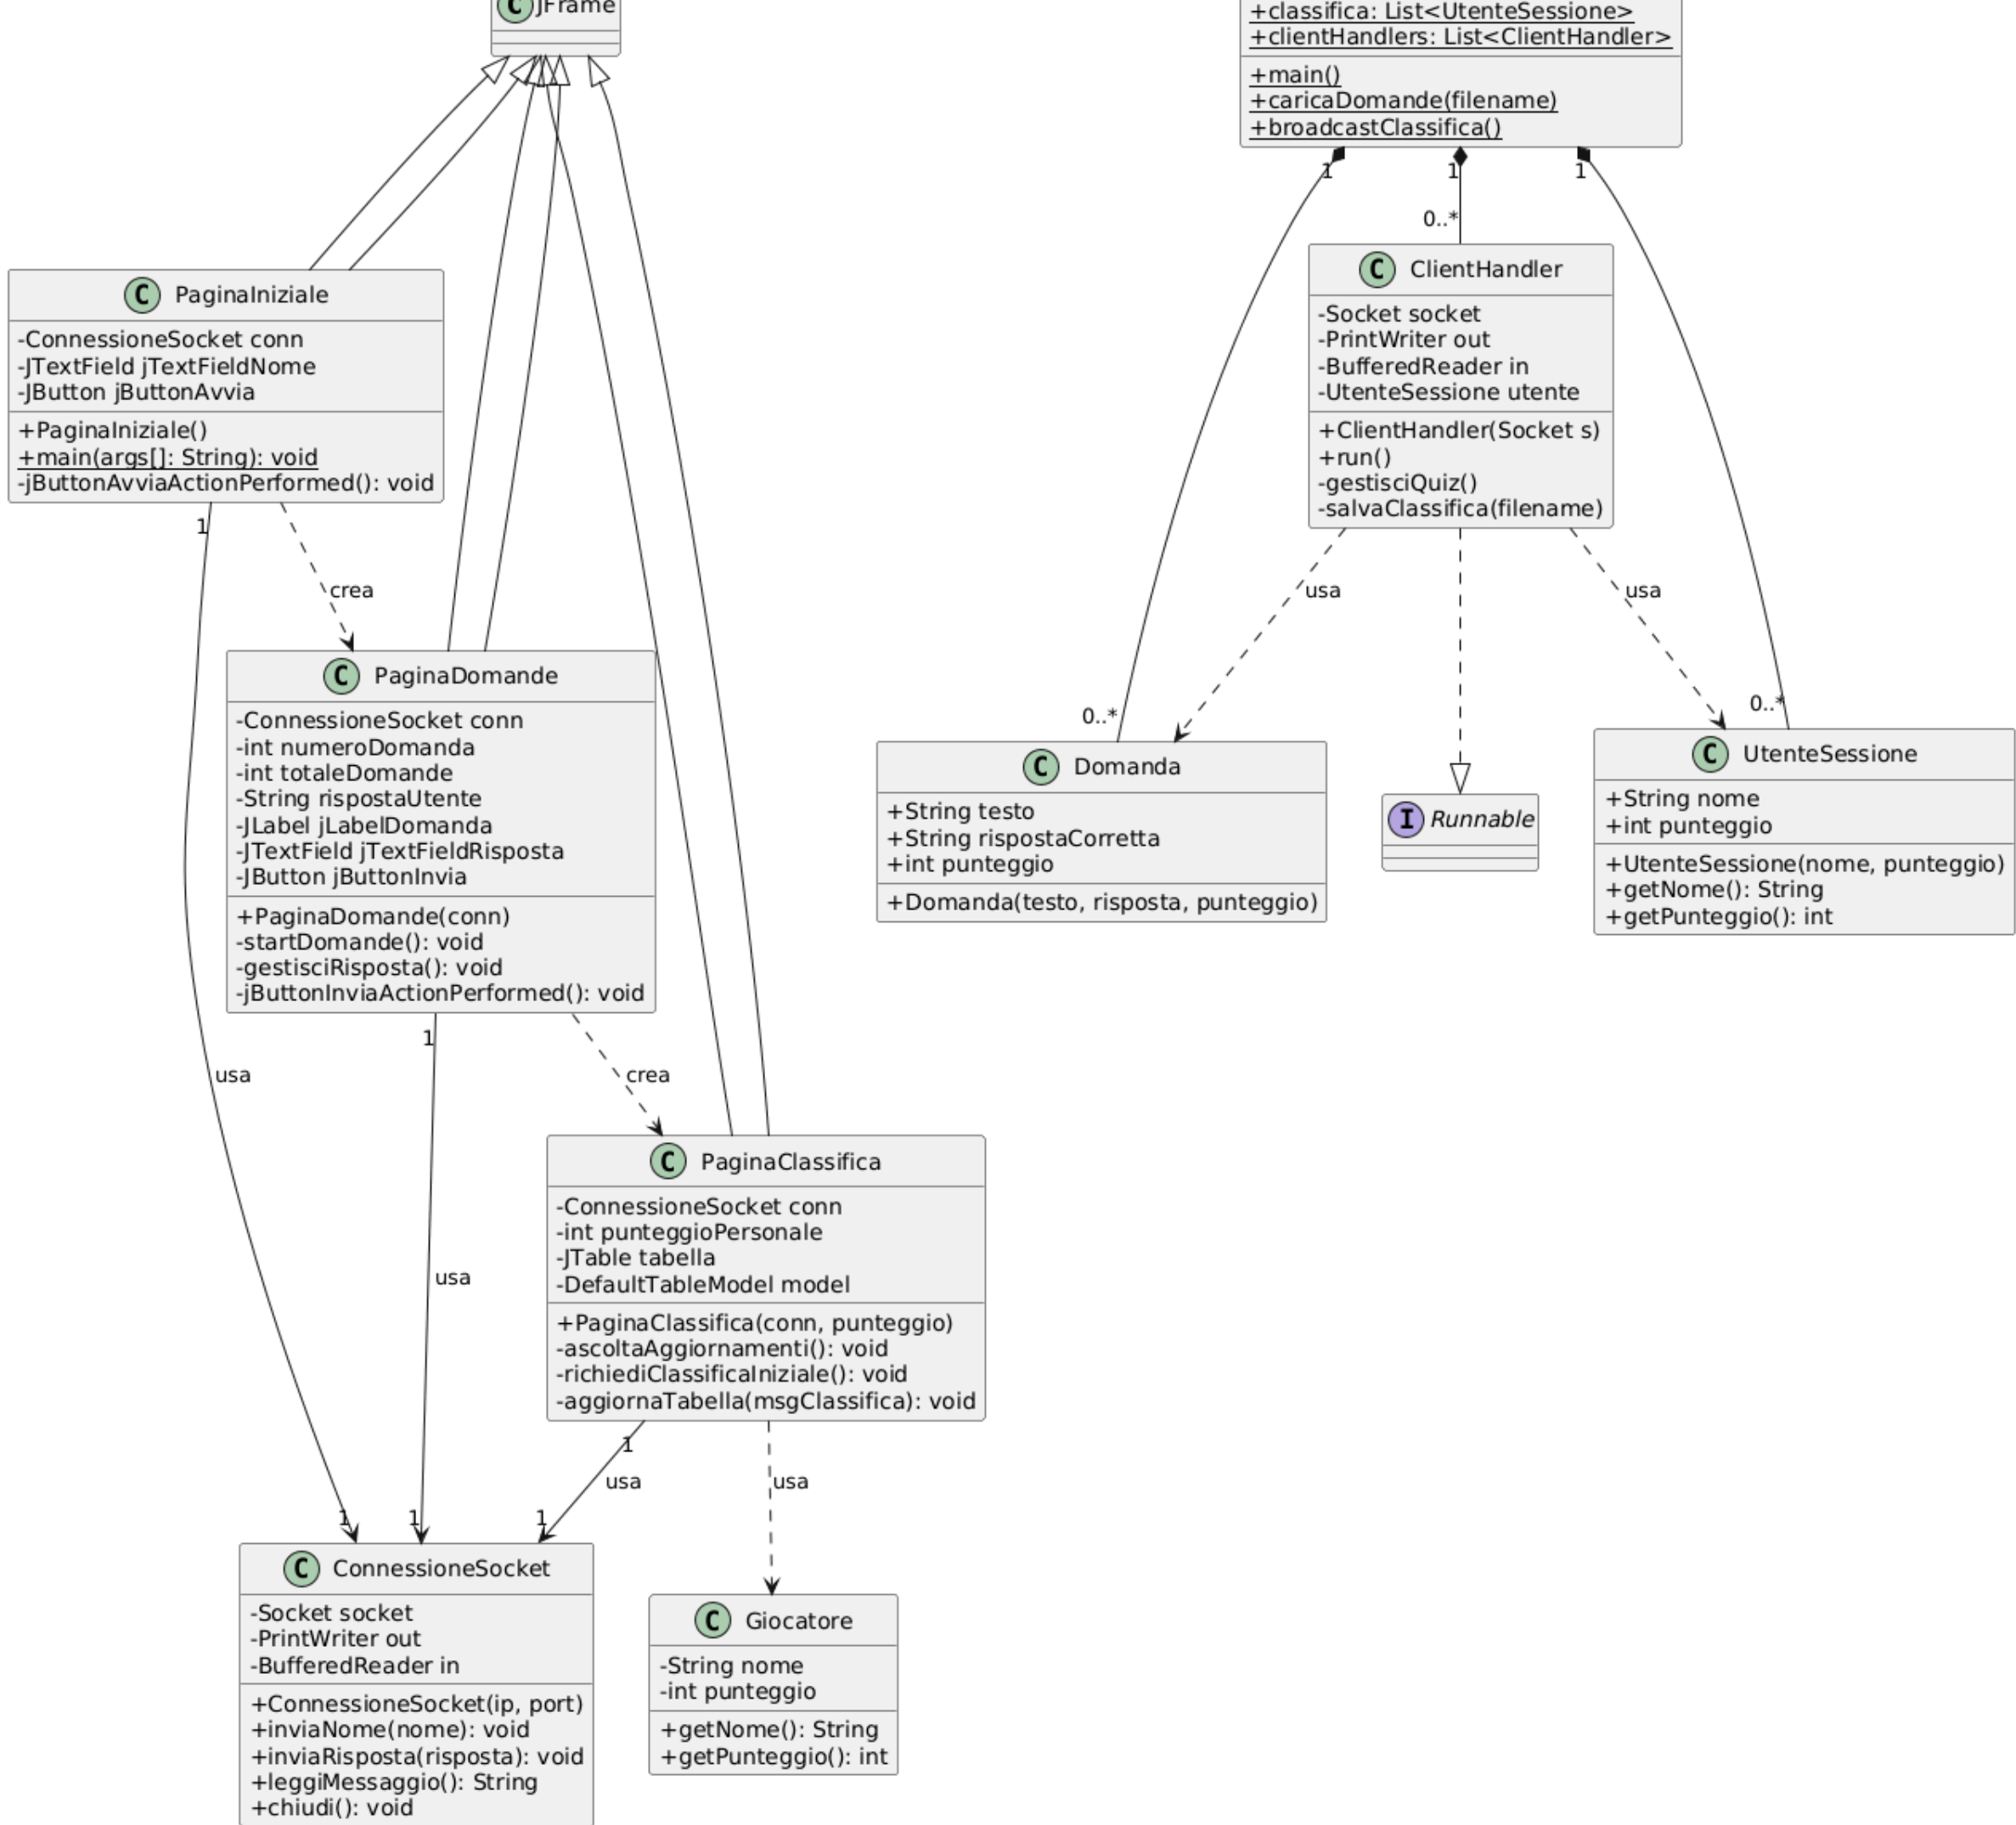 C JFrame
+classifica: List<UtenteSessione>
+clientHandlers: List<ClientHandler>
+main()
+caricaDomande(filename)
+broadcastClassifica()
1
1
1
0..*
C PaginaIniziale
-ConnessioneSocket conn
-JTextField jTextFieldNome
-JButton jButtonAvvia
+PaginaIniziale()
+main(args[]: String): void
-jButtonAvviaActionPerformed(): void
C ClientHandler
-Socket socket
-PrintWriter out
-BufferedReader in
-UtenteSessione utente
+ClientHandler(Socket s)
+run()
-gestisciQuiz()
-salvaClassifica(filename)
1
crea
usa
usa
0..*
0..*
C PaginaDomande
-ConnessioneSocket conn
-int numeroDomanda
-int totaleDomande
-String rispostaUtente
-JLabel jLabelDomanda
-JTextField jTextFieldRisposta
-JButton jButtonInvia
+PaginaDomande(conn)
-startDomande(): void
-gestisciRisposta(): void
-jButtonInviaActionPerformed(): void
C Domanda
+String testo
+String rispostaCorretta
+int punteggio
+Domanda(testo, risposta, punteggio)
I Runnable
C UtenteSessione
+String nome
+int punteggio
+UtenteSessione(nome, punteggio)
+getNome(): String
+getPunteggio(): int
1
usa
crea
usa
C PaginaClassifica
-ConnessioneSocket conn
-int punteggioPersonale
-JTable tabella
-DefaultTableModel model
+PaginaClassifica(conn, punteggio)
-ascoltaAggiornamenti(): void
-richiediClassificaIniziale(): void
-aggiornaTabella(msgClassifica): void
1
usa
usa
1
1
1
C ConnessioneSocket
-Socket socket
-PrintWriter out
-BufferedReader in
+ConnessioneSocket(ip, port)
+inviaNome(nome): void
+inviaRisposta(risposta): void
+leggiMessaggio(): String
+chiudi(): void
C Giocatore
-String nome
-int punteggio
+getNome(): String
+getPunteggio(): int